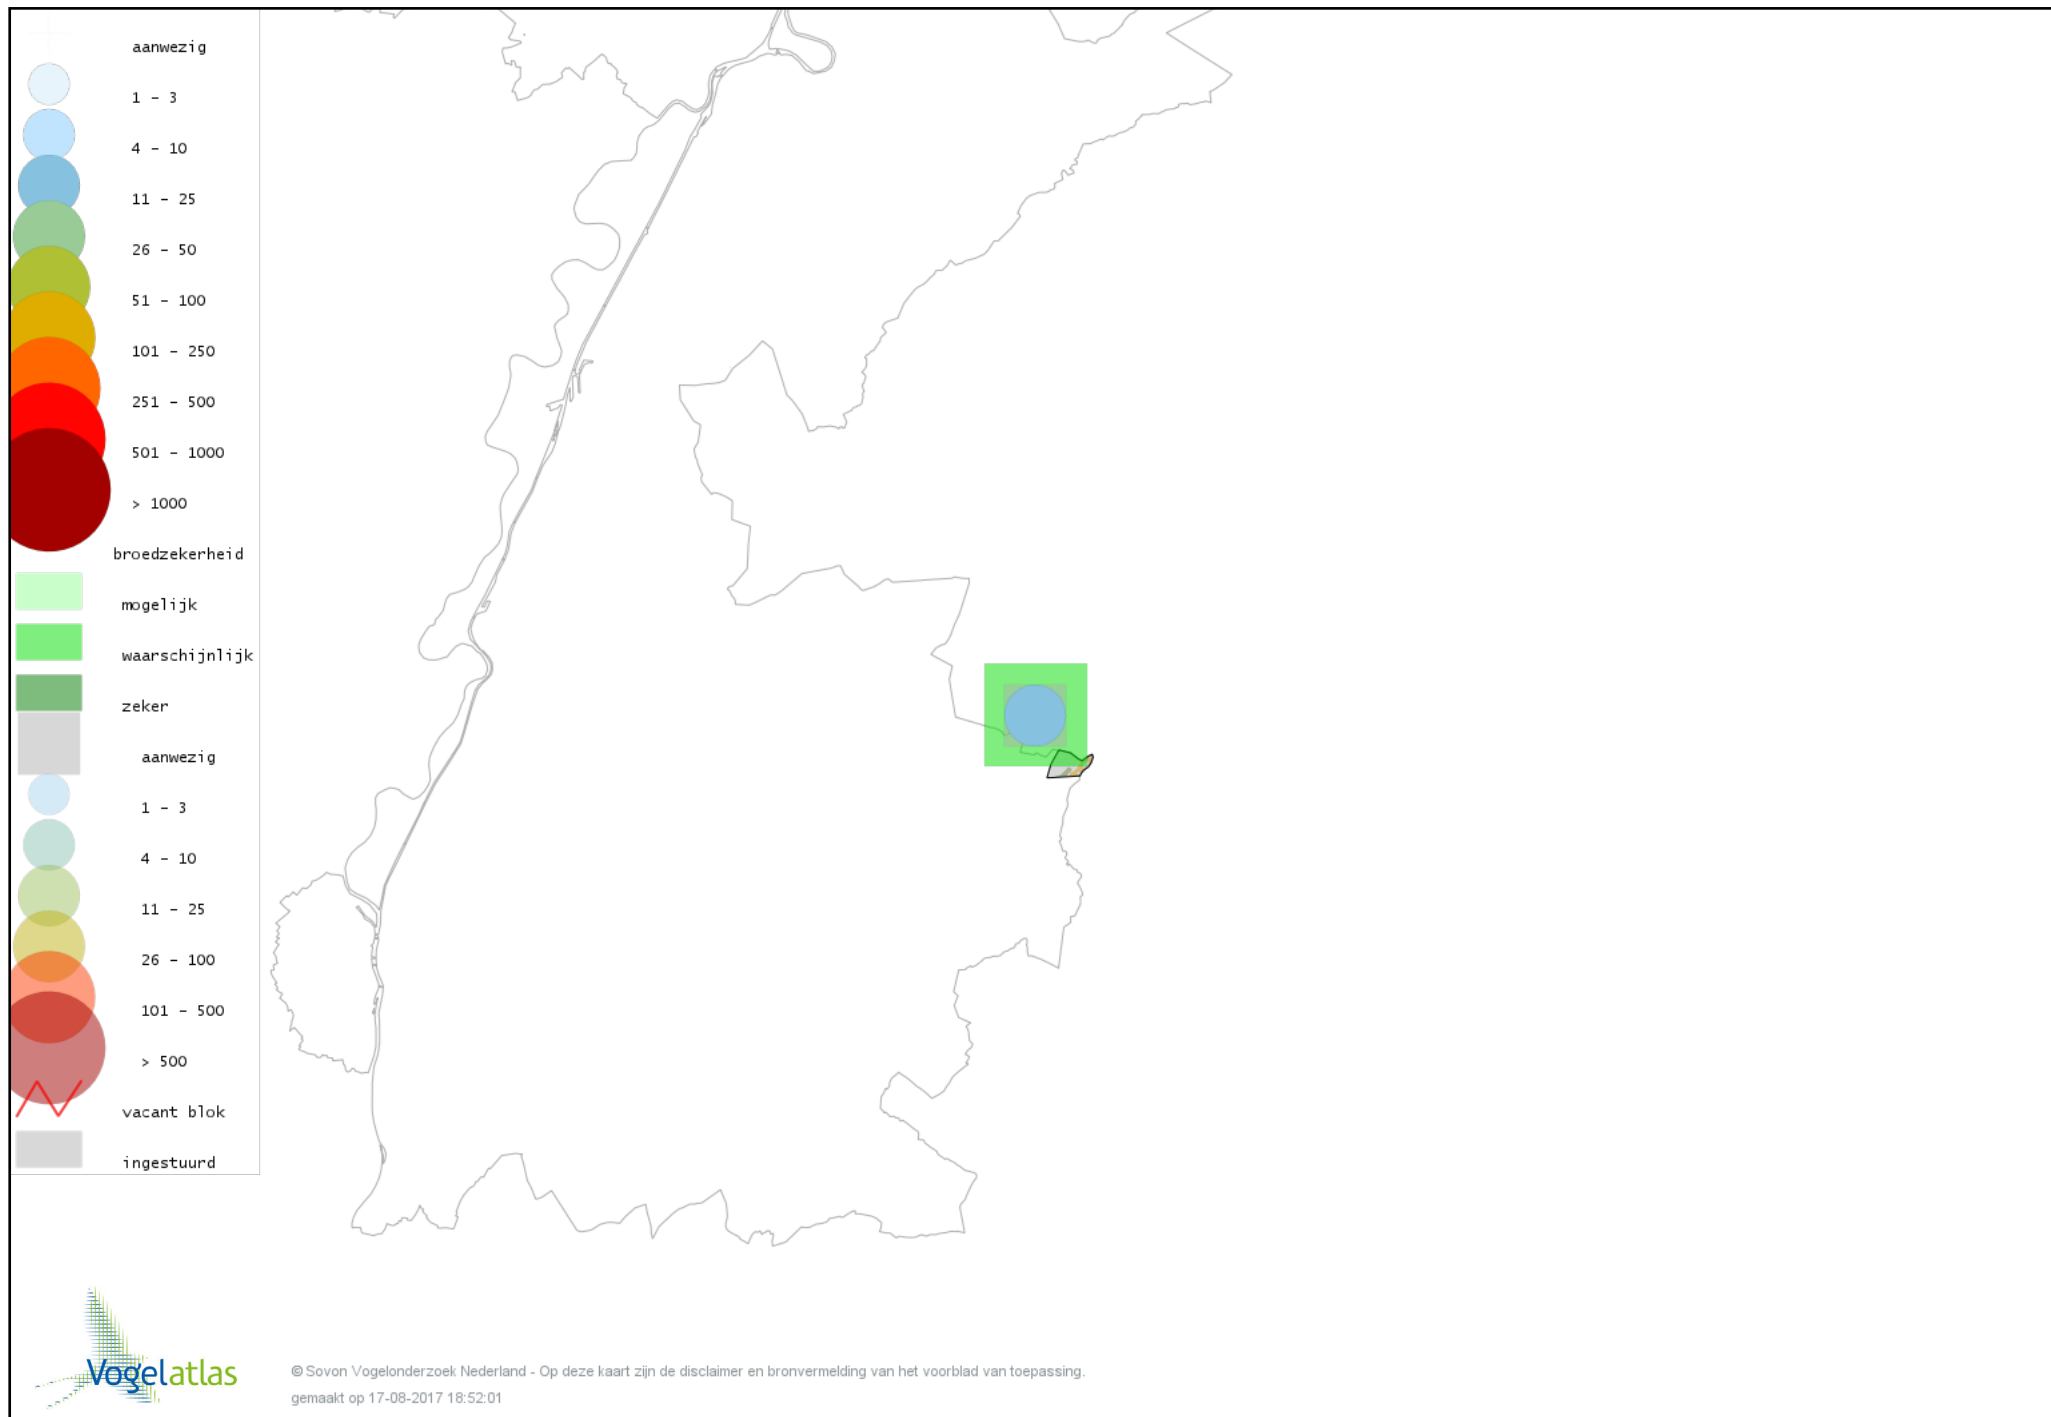 aanwezig
1 - 3
4 - 10
11 - 25
26 - 50
51 - 100
101 - 250
251 - 500
501 - 1000
> 1000
broedzekerheid
mogelijk
waarschijnlijk
zeker
aanwezig
1 - 3
4 - 10
11 - 25
26 - 100
101 - 500
> 500
vacant blok
ingestuurd
Vogelatlas
© Sovon Vogelonderzoek Nederland - Op deze kaart zijn de disclaimer en bronvermelding van het voorblad van toepassing.
gemaakt op 17-08-2017 18:52:01